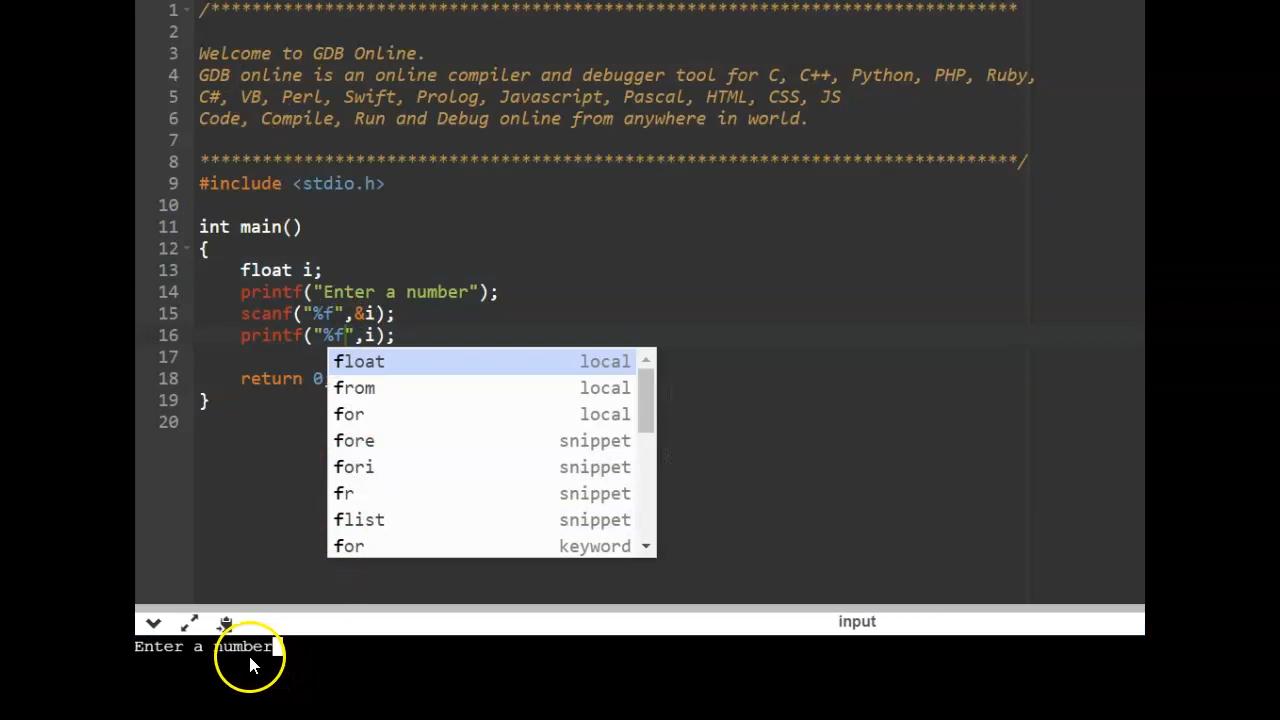 1 /*******************************************************************************
2
3 Welcome to GDB Online.
4 GDB online is an online compiler and debugger tool for C, C++, Python, PHP, Ruby,
5 C#, VB, Perl, Swift, Prolog, Javascript, Pascal, HTML, CSS, JS
6 Code, Compile, Run and Debug online from anywhere in world.
7
8 *******************************************************************************/
9 #include <stdio.h>
10
11 int main()
12 {
13 float i;
14 printf("Enter a number");
15 scanf("%f",&i);
16 printf("%f",i);
17
18 return 0
19 }
20
float local
from local
for local
fore snippet
fori snippet
fr snippet
flist snippet
for keyword
input
Enter a number